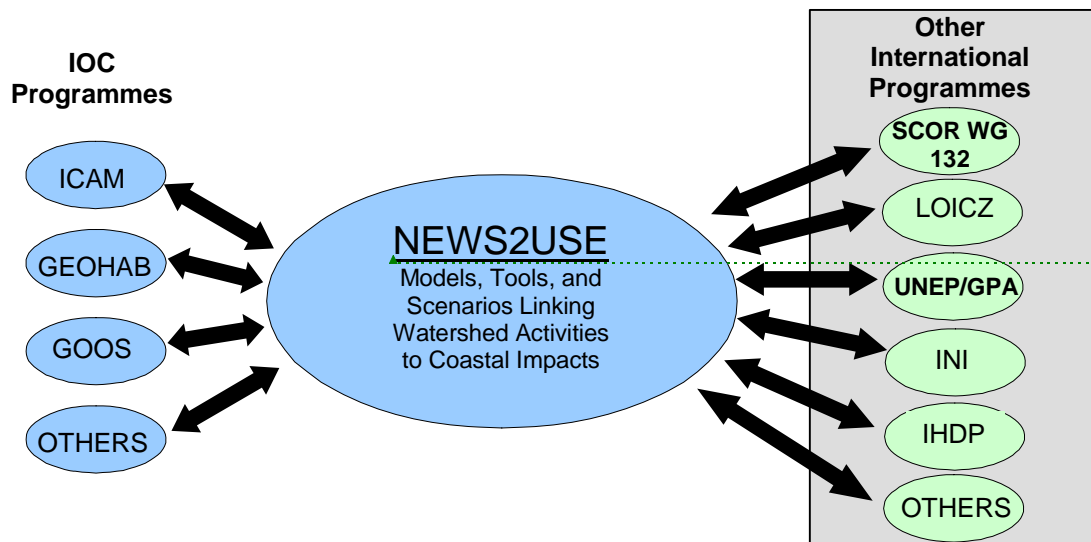 IOC
Programmes
ICAM
GEOHAB
GOOS
OTHERS
NEWS2USE
Models, Tools, and
Scenarios Linking
Watershed Activities
to Coastal Impacts
Other
International
Programmes
SCOR WG
132
LOICZ
UNEP/GPA
INI
IHDP
OTHERS